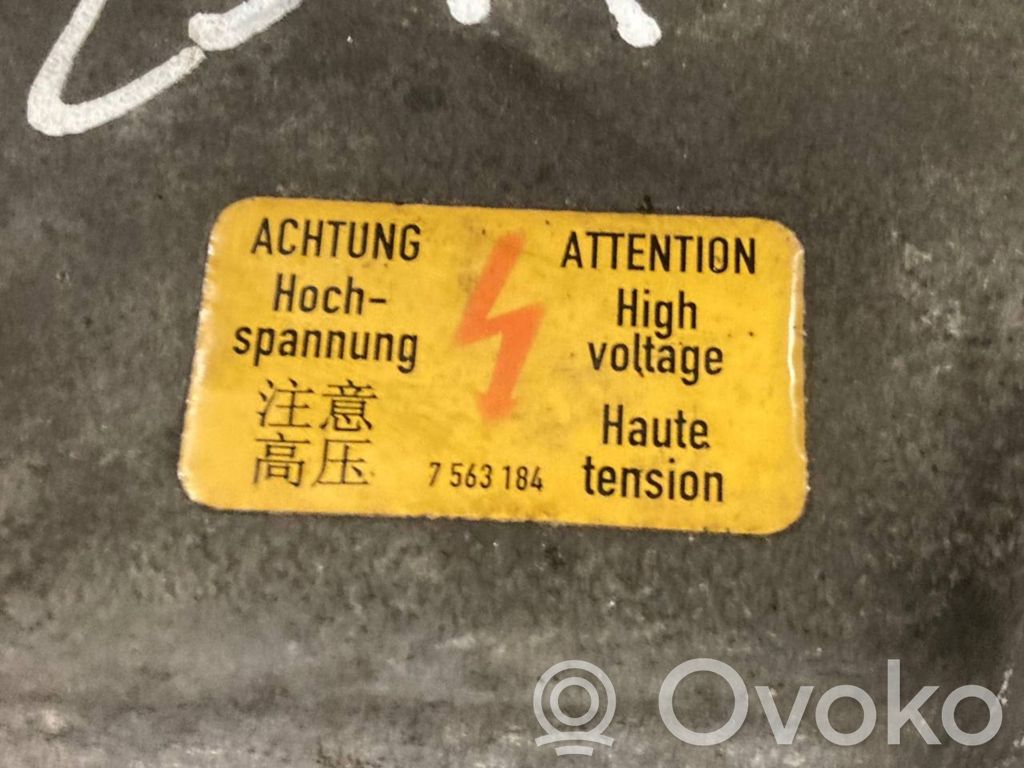 ACHTUNG
Hoch-
spannung
注意
高压
7 563 184
ATTENTION
High
voltage
Haute
tension
Ovoko